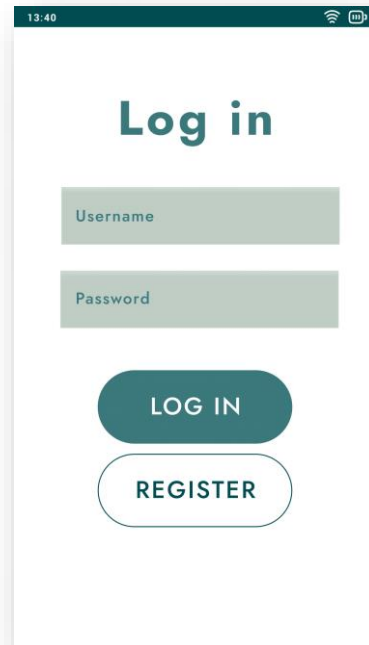 13:40
Log in
Username
Password
LOG IN
REGISTER